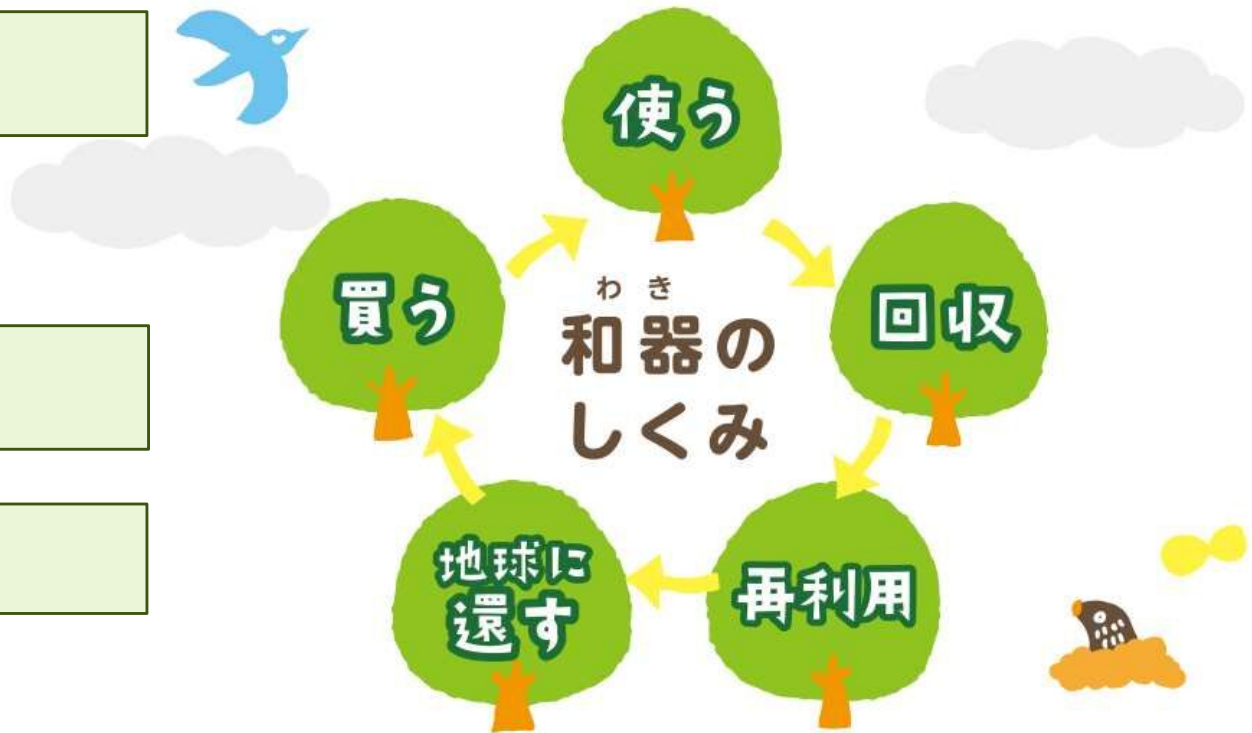 使う
買う
回収
わき
和器の
しくみ
地球に
還す
再利用